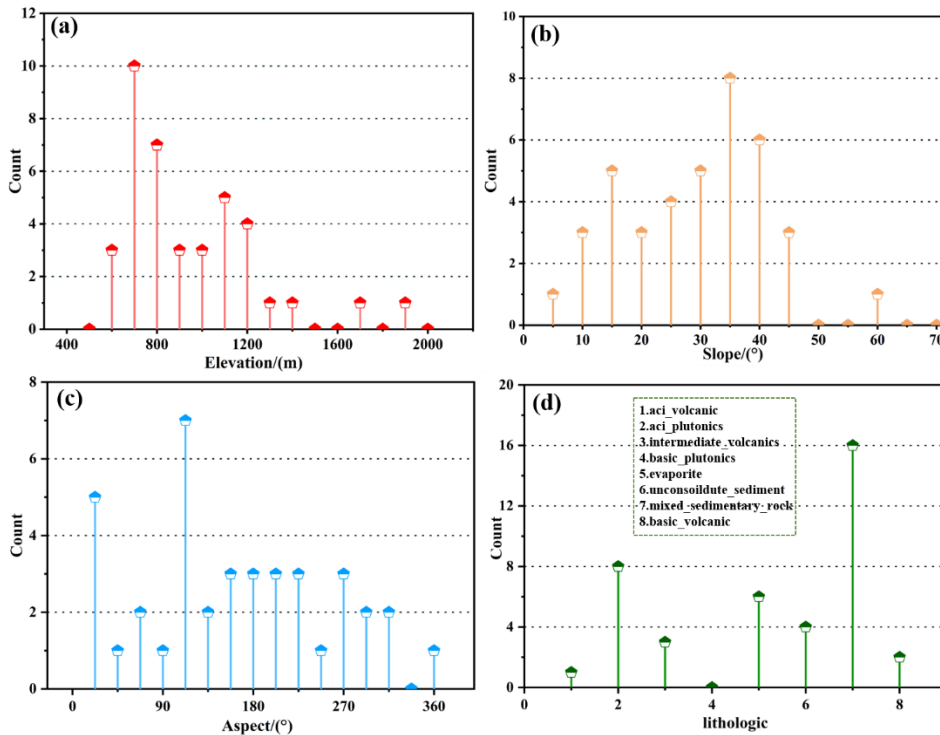 (a)
12
10
8
6
4
2
0
Count
400
800
1200
1600
2000
Elevation/(m)
(b)
10
8
6
4
2
0
Count
0
10
20
30
40
50
60
70
Slope/(°)
(c)
8
6
4
2
0
Count
0
90
180
270
360
Aspect/(°)
(d)
20
16
12
8
4
0
Count
1.aci_volcanic
2.aci_plutonics
3.intermediate_volcanics
4.basic_plutonics
5.evaporite
6.unconsoildute_sediment
7.mixed_sedimentary_rock
8.basic_volcanic
0
2
4
6
8
lithologic